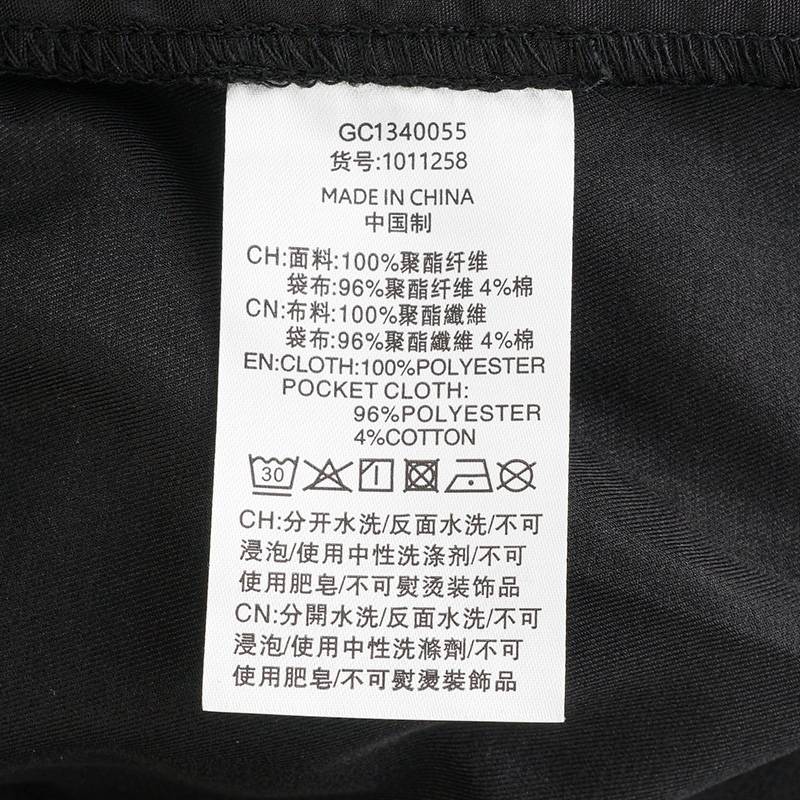 GC1340055
货号:1011258
MADE IN CHINA
中国制
CH:面料:100%聚酯纤维
袋布:96%聚酯纤维 4%棉
CN:布料:100%聚酯纖維
袋布:96%聚酯纖維 4%棉
EN:CLOTH:100%POLYESTER
POCKET CLOTH:
96%POLYESTER
4%COTTON
30
CH:分开水洗/反面水洗/不可
浸泡/使用中性洗涤剂/不可
使用肥皂/不可熨烫装饰品
CN:分開水洗/反面水洗/不可
浸泡/使用中性洗滌劑/不可
使用肥皂/不可熨燙裝飾品